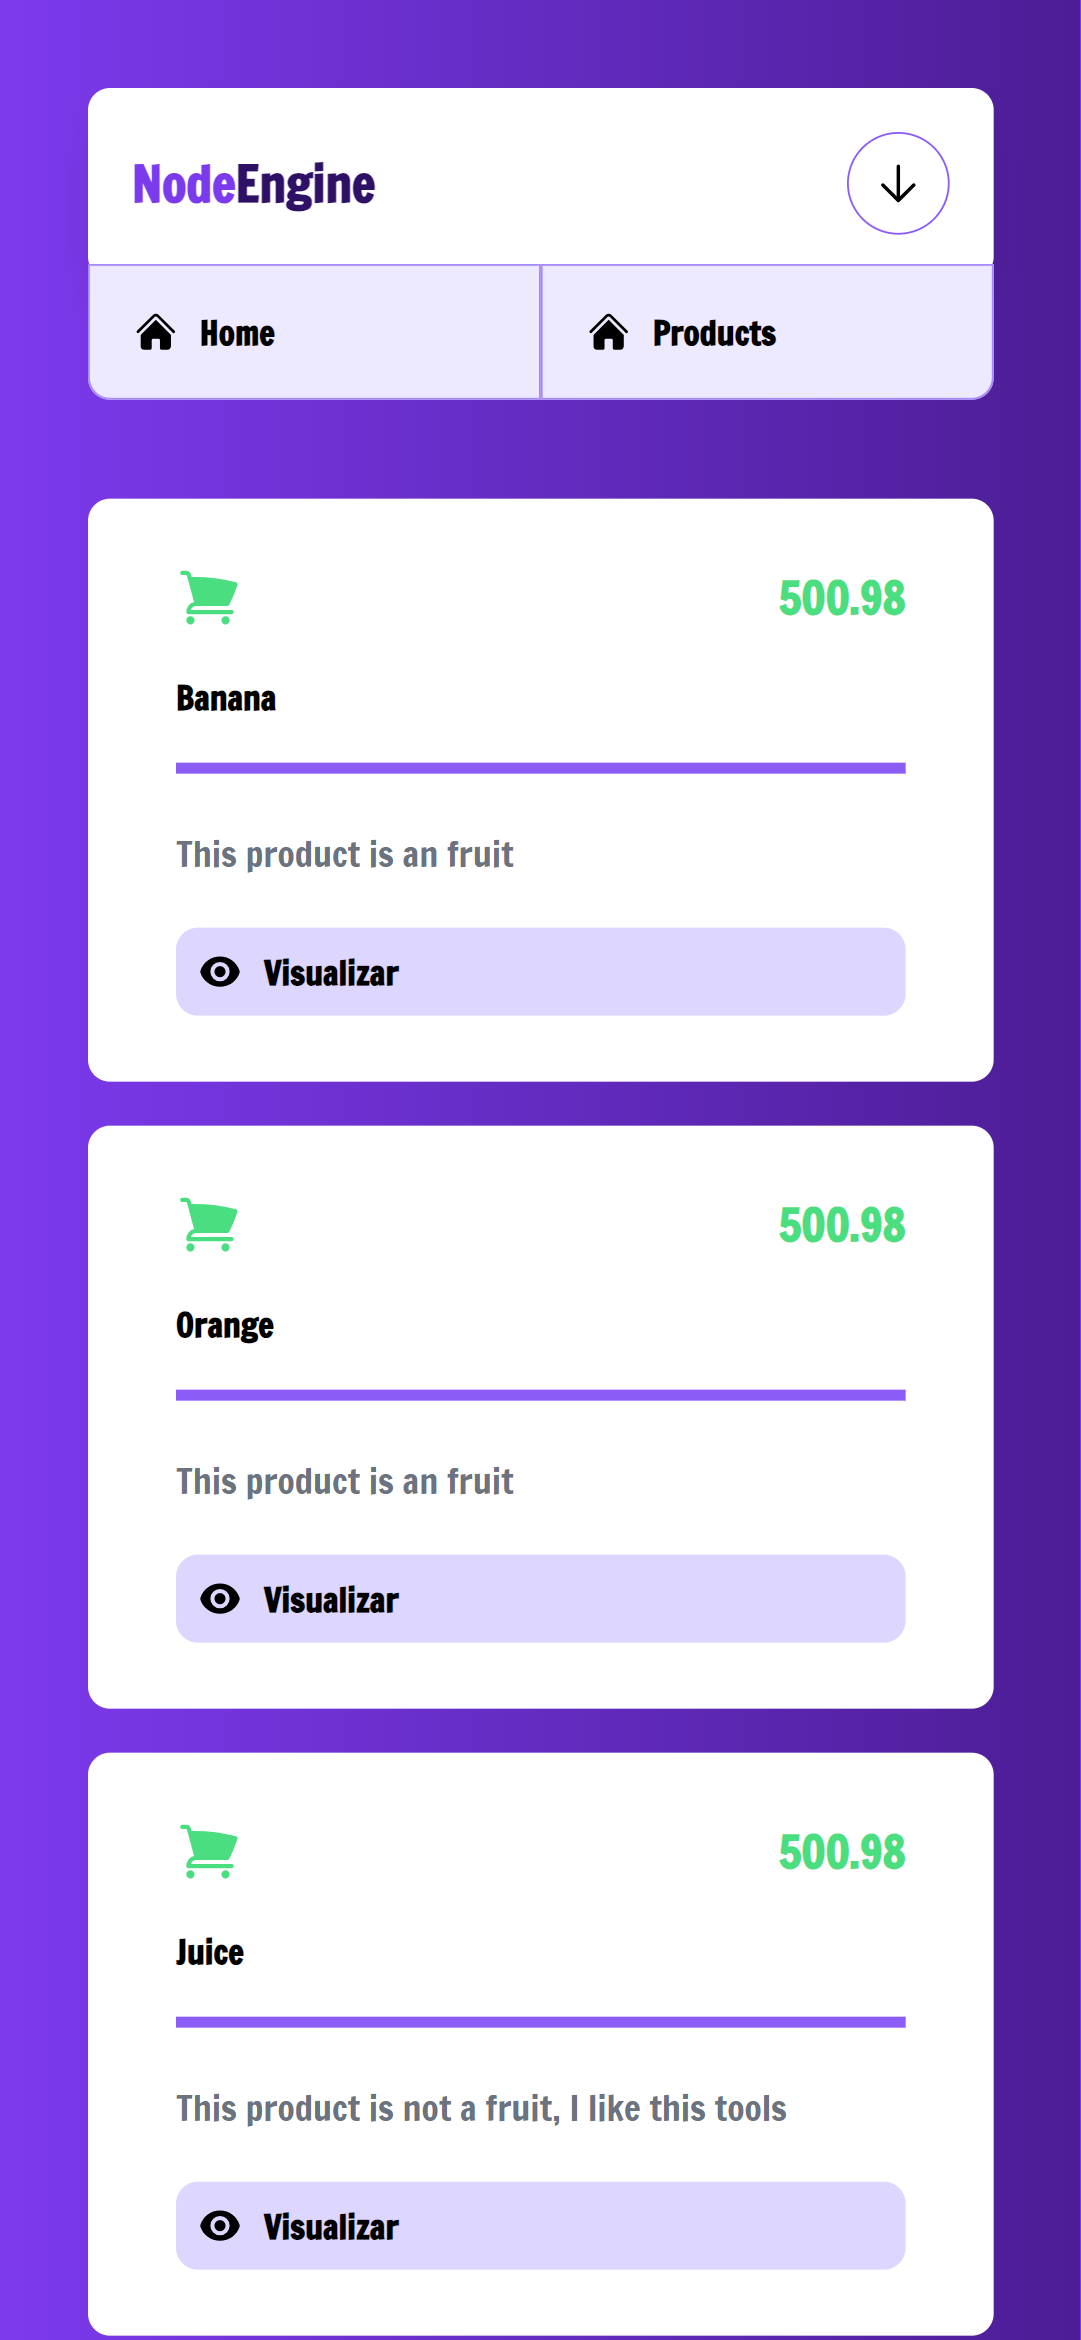 NodeEngine
Home
Products
500.98
Banana
This product is an fruit
Visualizar
500.98
Orange
This product is an fruit
Visualizar
500.98
Juice
This product is not a fruit, I like this tools
Visualizar